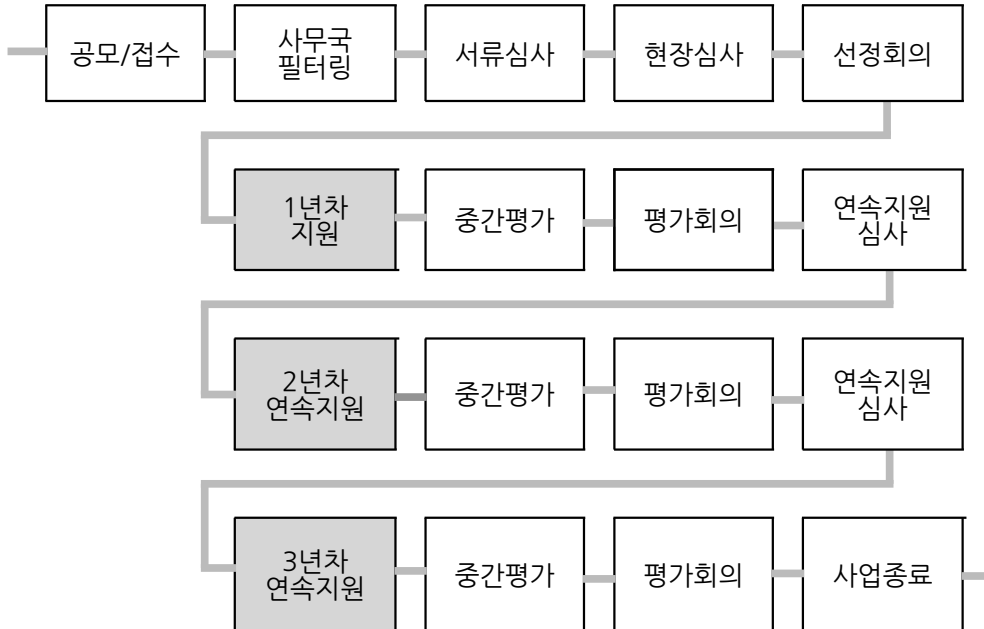 공모/접수
사무국
필터링
서류심사
현장심사
선정회의
1년차
지원
중간평가
평가회의
연속지원
심사
2년차
연속지원
중간평가
평가회의
연속지원
심사
3년차
연속지원
중간평가
평가회의
사업종료